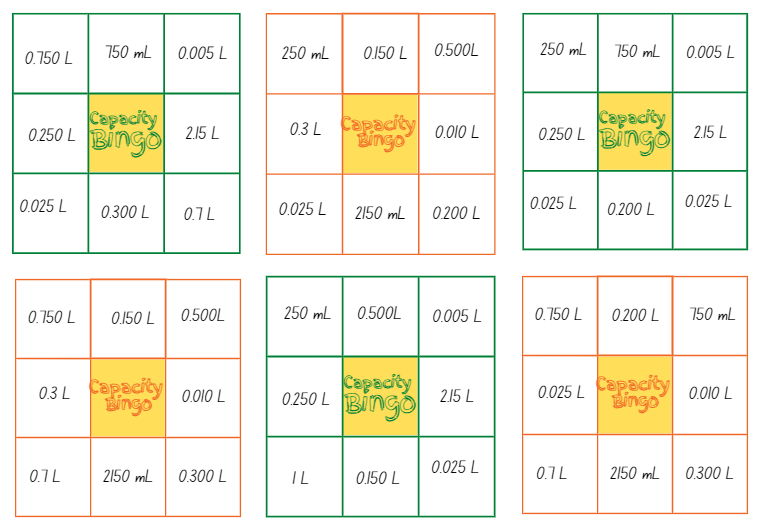 0.750 L
750 mL
0.005 L
0.250 L
Capacity
Bingo
2.15 L
0.025 L
0.300 L
0.7 L
250 mL
0.150 L
0.500L
0.3 L
Capacity
Bingo
0.010 L
0.025 L
2150 mL
0.200 L
250 mL
750 mL
0.005 L
0.250 L
Capacity
Bingo
2.15 L
0.025 L
0.200 L
0.025 L
0.750 L
0.150 L
0.500L
0.3 L
Capacity
Bingo
0.010 L
0.7 L
2150 mL
0.300 L
250 mL
0.500L
0.005 L
0.250 L
Capacity
Bingo
2.15 L
1 L
0.150 L
0.025 L
0.750 L
0.200 L
750 mL
0.025 L
Capacity
Bingo
0.010 L
0.7 L
2150 mL
0.300 L